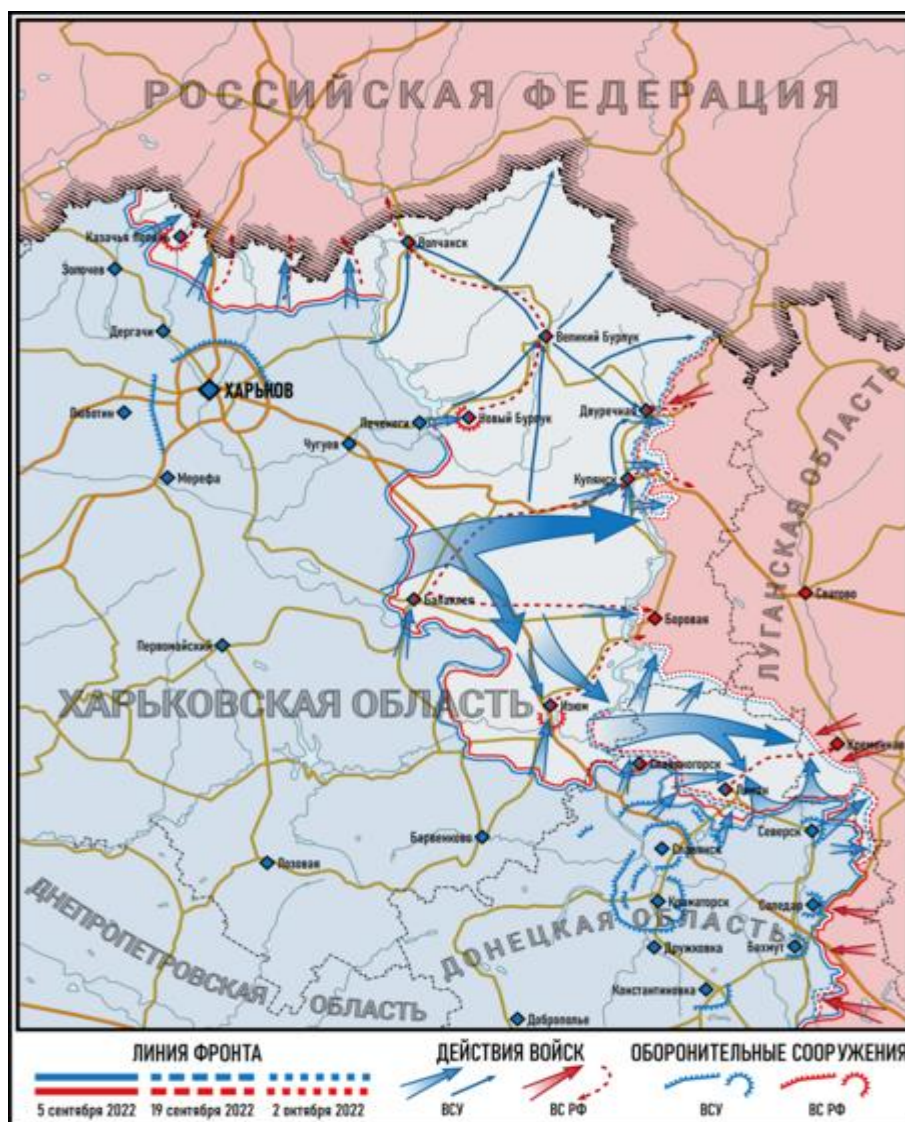 РОССИЙСКАЯ ФЕДЕРАЦИЯ
Казачья Лопань
Волчанск
Золочев
Дергачи
Великий Бурлук
ХАРЬКОВ
Люботин
Печенеги
Новый Бурлук
Двуречная
Чугуев
Мерефа
Купянск
ЛУГАНСКАЯ ОБЛАСТЬ
Балаклея
Сватово
Боровая
Первомайский
ХАРЬКОВСКАЯ ОБЛАСТЬ
Изюм
Кременная
Святогорск
Лиман
Барвенково
Северск
Славянск
Лозовая
Краматорск
Соледар
ДОНЕЦКАЯ ОБЛАСТЬ
Дружковка
Бахмут
ДНЕПРОПЕТРОВСКАЯ ОБЛАСТЬ
Константиновка
Доброполье
ЛИНИЯ ФРОНТА
5 сентября 2022
19 сентября 2022
2 октября 2022
ДЕЙСТВИЯ ВОЙСК
ВСУ
ВС РФ
ОБОРОНИТЕЛЬНЫЕ СООРУЖЕНИЯ
ВСУ
ВС РФ